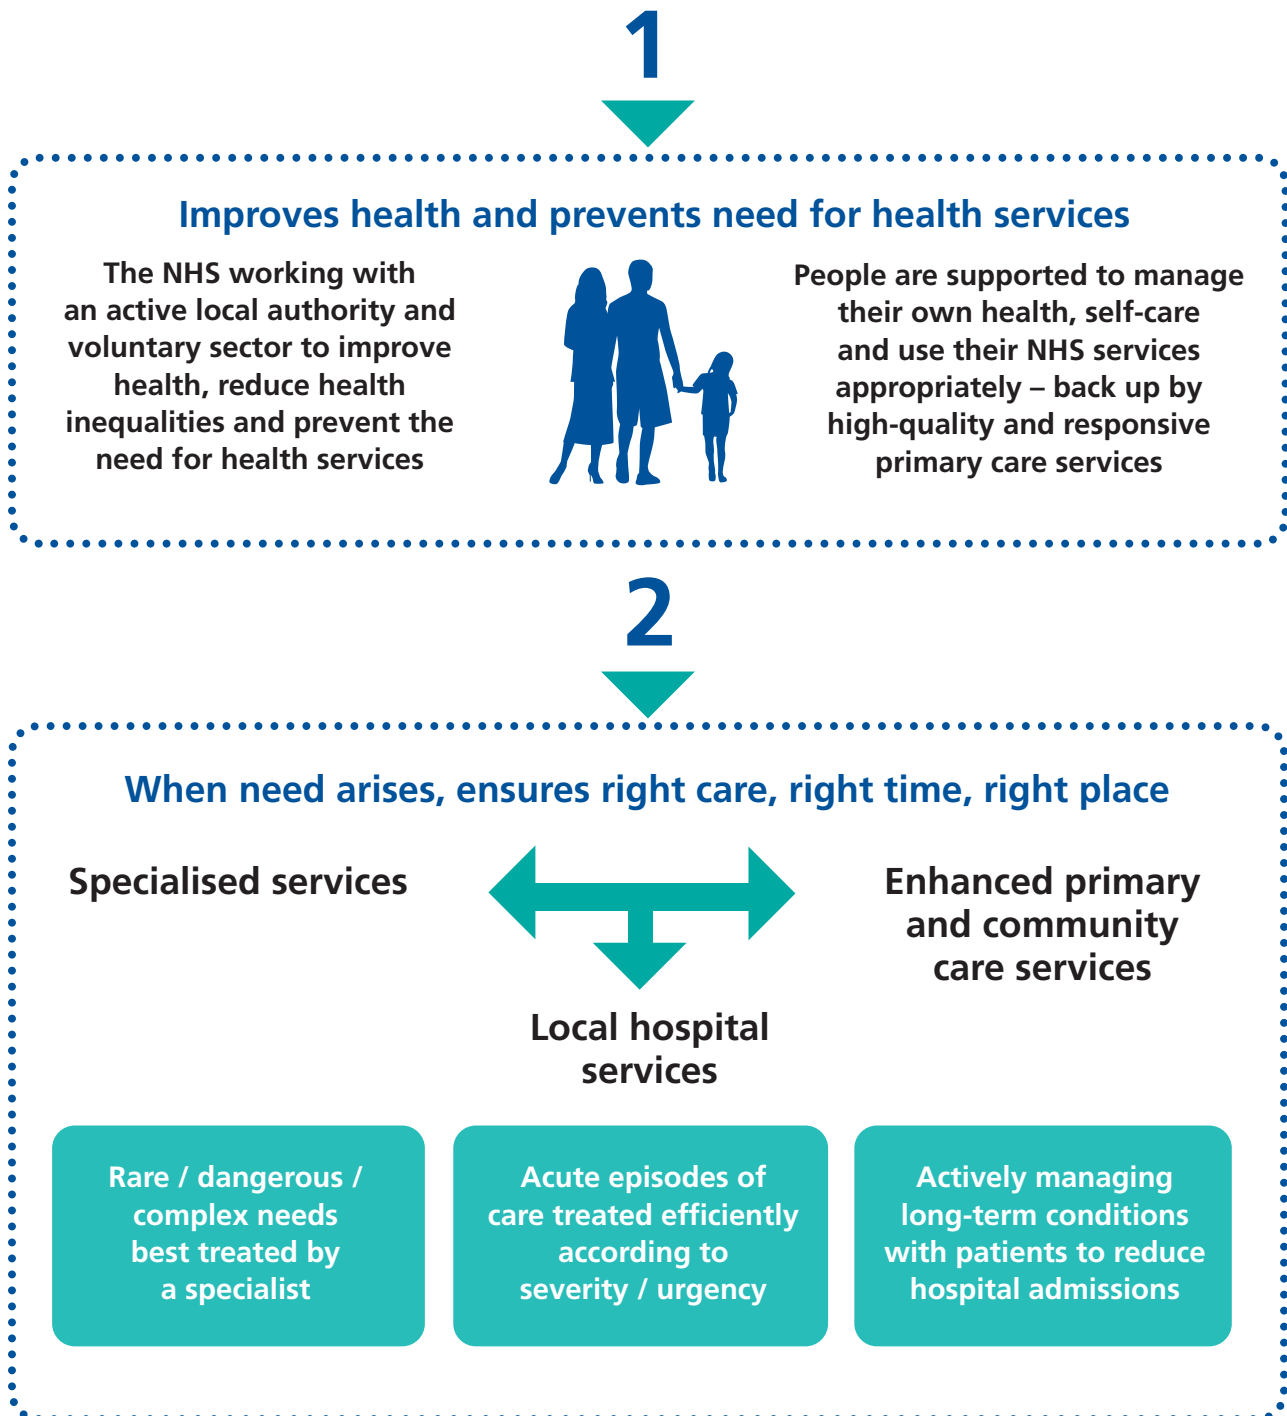 1
Improves health and prevents need for health services
The NHS working with
an active local authority and
voluntary sector to improve
health, reduce health
inequalities and prevent the
need for health services
People are supported to manage
their own health, self-care
and use their NHS services
appropriately – back up by
high-quality and responsive
primary care services
2
When need arises, ensures right care, right time, right place
Specialised services
Enhanced primary
and community
care services
Local hospital
services
Rare / dangerous /
complex needs
best treated by
a specialist
Acute episodes of
care treated efficiently
according to
severity / urgency
Actively managing
long-term conditions
with patients to reduce
hospital admissions